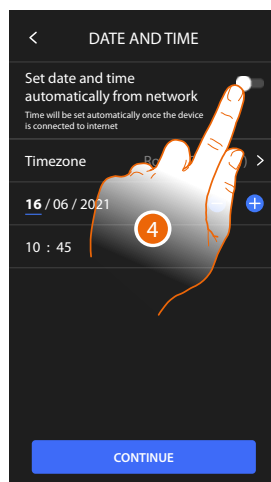 DATE AND TIME
Set date and time
automatically from network
Time will be set automatically once the device
is connected to internet
Timezone
16 / 06 / 2021
10 : 45
4
CONTINUE